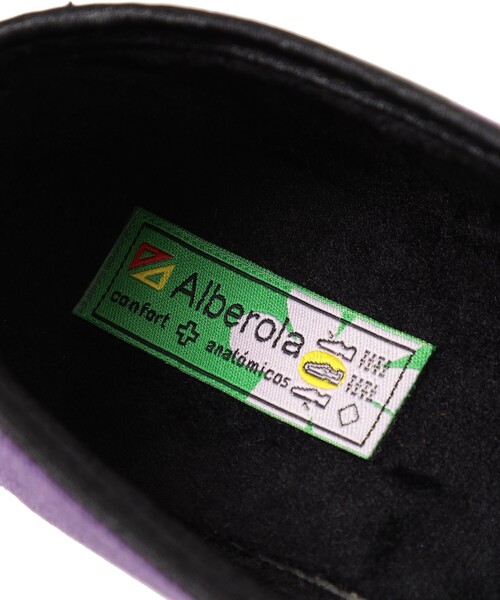 Alberola
confort + anatómicos